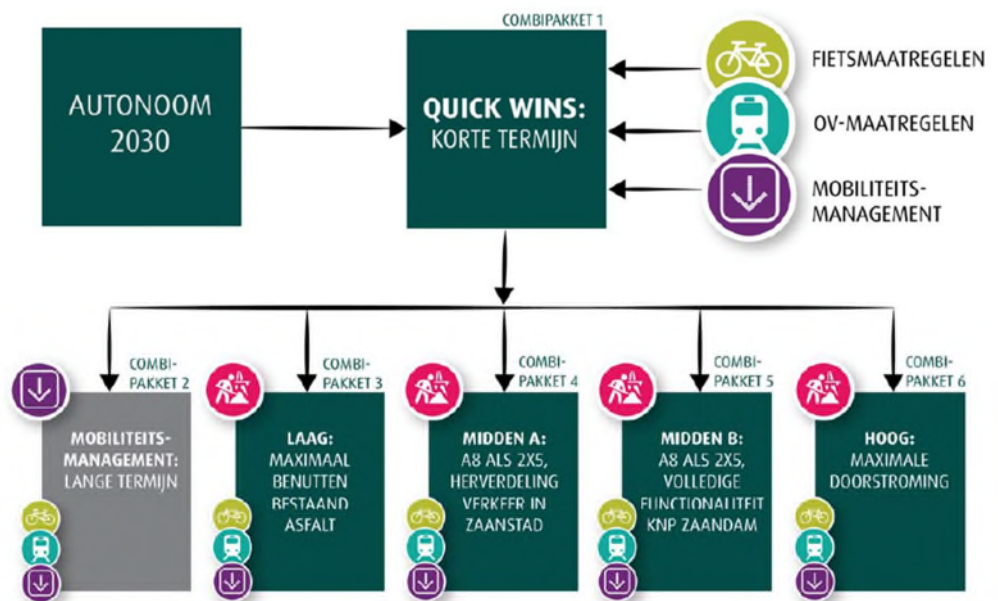 COMBIPAKKET 1
AUTONOOM
2030
QUICK WINS:
KORTE TERMIJN
FIETSMAATREGELEN
OV-MAATREGELEN
MOBILITEITS-
MANAGEMENT
COMBI-
PAKKET 2
MOBILITEITS-
MANAGEMENT:
LANGE TERMIJN
COMBI-
PAKKET 3
LAAG:
MAXIMAAL
BENUTTEN
BESTAAND
ASFALT
COMBI-
PAKKET 4
MIDDEN A:
A8 ALS 2X5,
HERVERDELING
VERKEER IN
ZAANSTAD
COMBI-
PAKKET 5
MIDDEN B:
A8 ALS 2X5,
VOLLEDIGE
FUNCTIONALITEIT
KNP ZAANDAM
COMBI-
PAKKET 6
HOOG:
MAXIMALE
DOORSTROMING